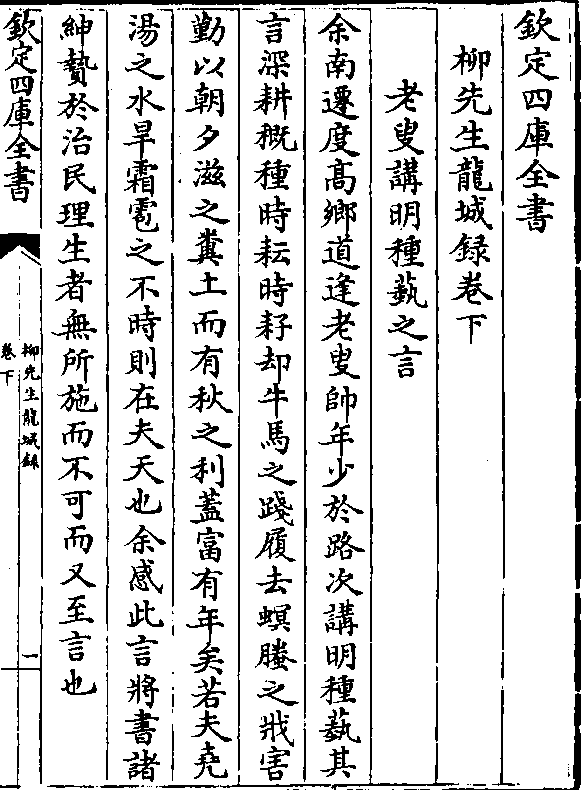 欽定四庫全書
柳先生龍城錄卷下
老叟講明種蓺之言
余南遷度高鄉道逢老叟帥年少於路次講明種蓺其
言深耕概種時耘時耔却牛馬之踐履去螟螣之戕害
勤以朝夕滋之糞土而有秋之利蓋富有年矣若夫堯
湯之水旱霜雹之不時則在夫天也余感此言將書諸
紳贄於治民理生者無所施而不可而又至言也
欽定四庫全書
柳先生龍城錄
卷下
一